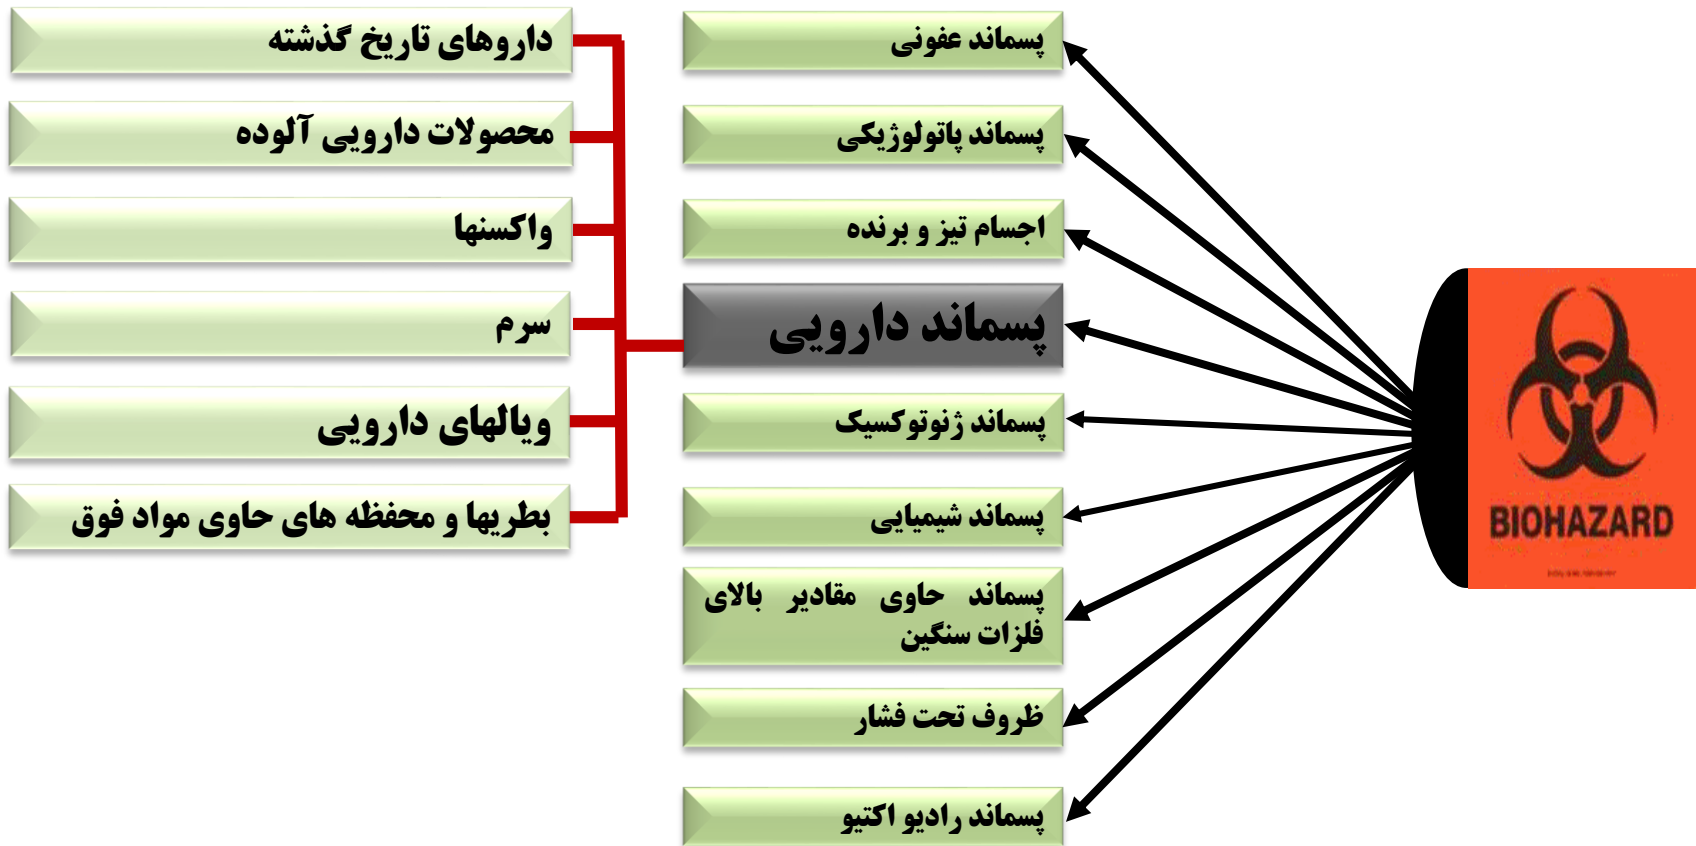 پسماند عفونی
پسماند پاتولوژیکی
اجسام تیز و برنده
پسماند دارویی
پسماند ژنوتوکسیک
پسماند شیمیایی
پسماند حاوی مقادیر بالای
فلزات سنگین
ظروف تحت فشار
پسماند رادیو اکتیو
داروهای تاریخ گذشته
محصولات دارویی آلوده
واکسنها
سرم
ویالهای دارویی
بطریها و محفظه های حاوی مواد فوق
BIOHAZARD